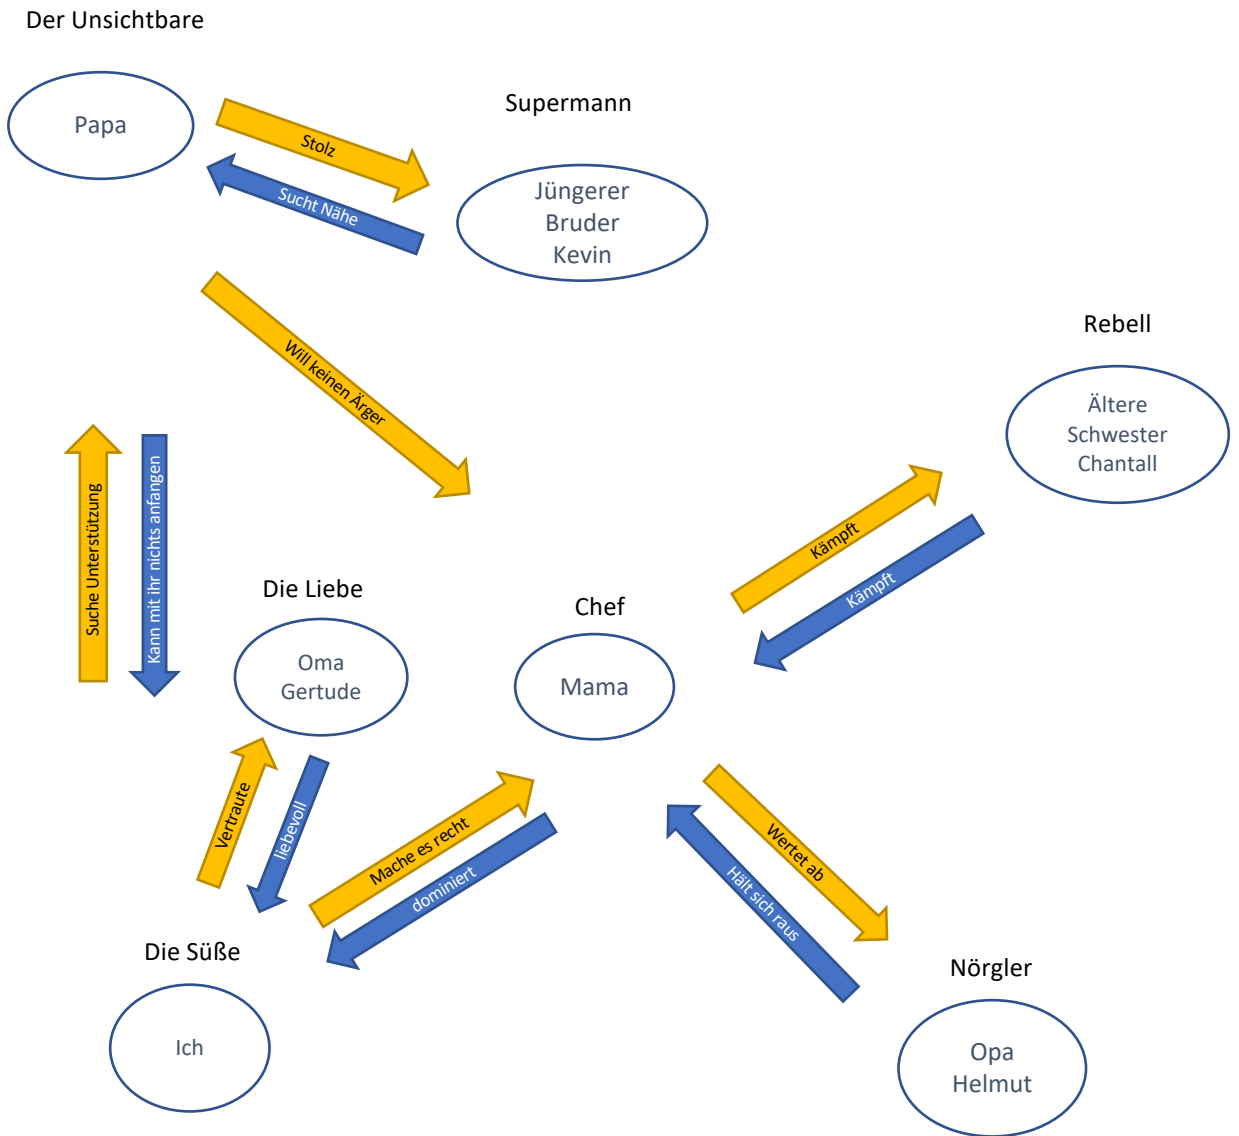 Der Unsichtbare
Papa
Stolz
Sucht Nähe
Supermann
Jüngerer
Bruder
Kevin
Will keinen Ärger
Rebell
Ältere
Schwester
Chantall
Kämpft
Kämpft
Suche Unterstützung
Kann mit ihr nichts anfangen
Die Liebe
Oma
Gertude
Chef
Mama
Vertraute
liebevoll
Mache es recht
dominiert
Wertet ab
Hält sich raus
Die Süße
Ich
Nörgler
Opa
Helmut